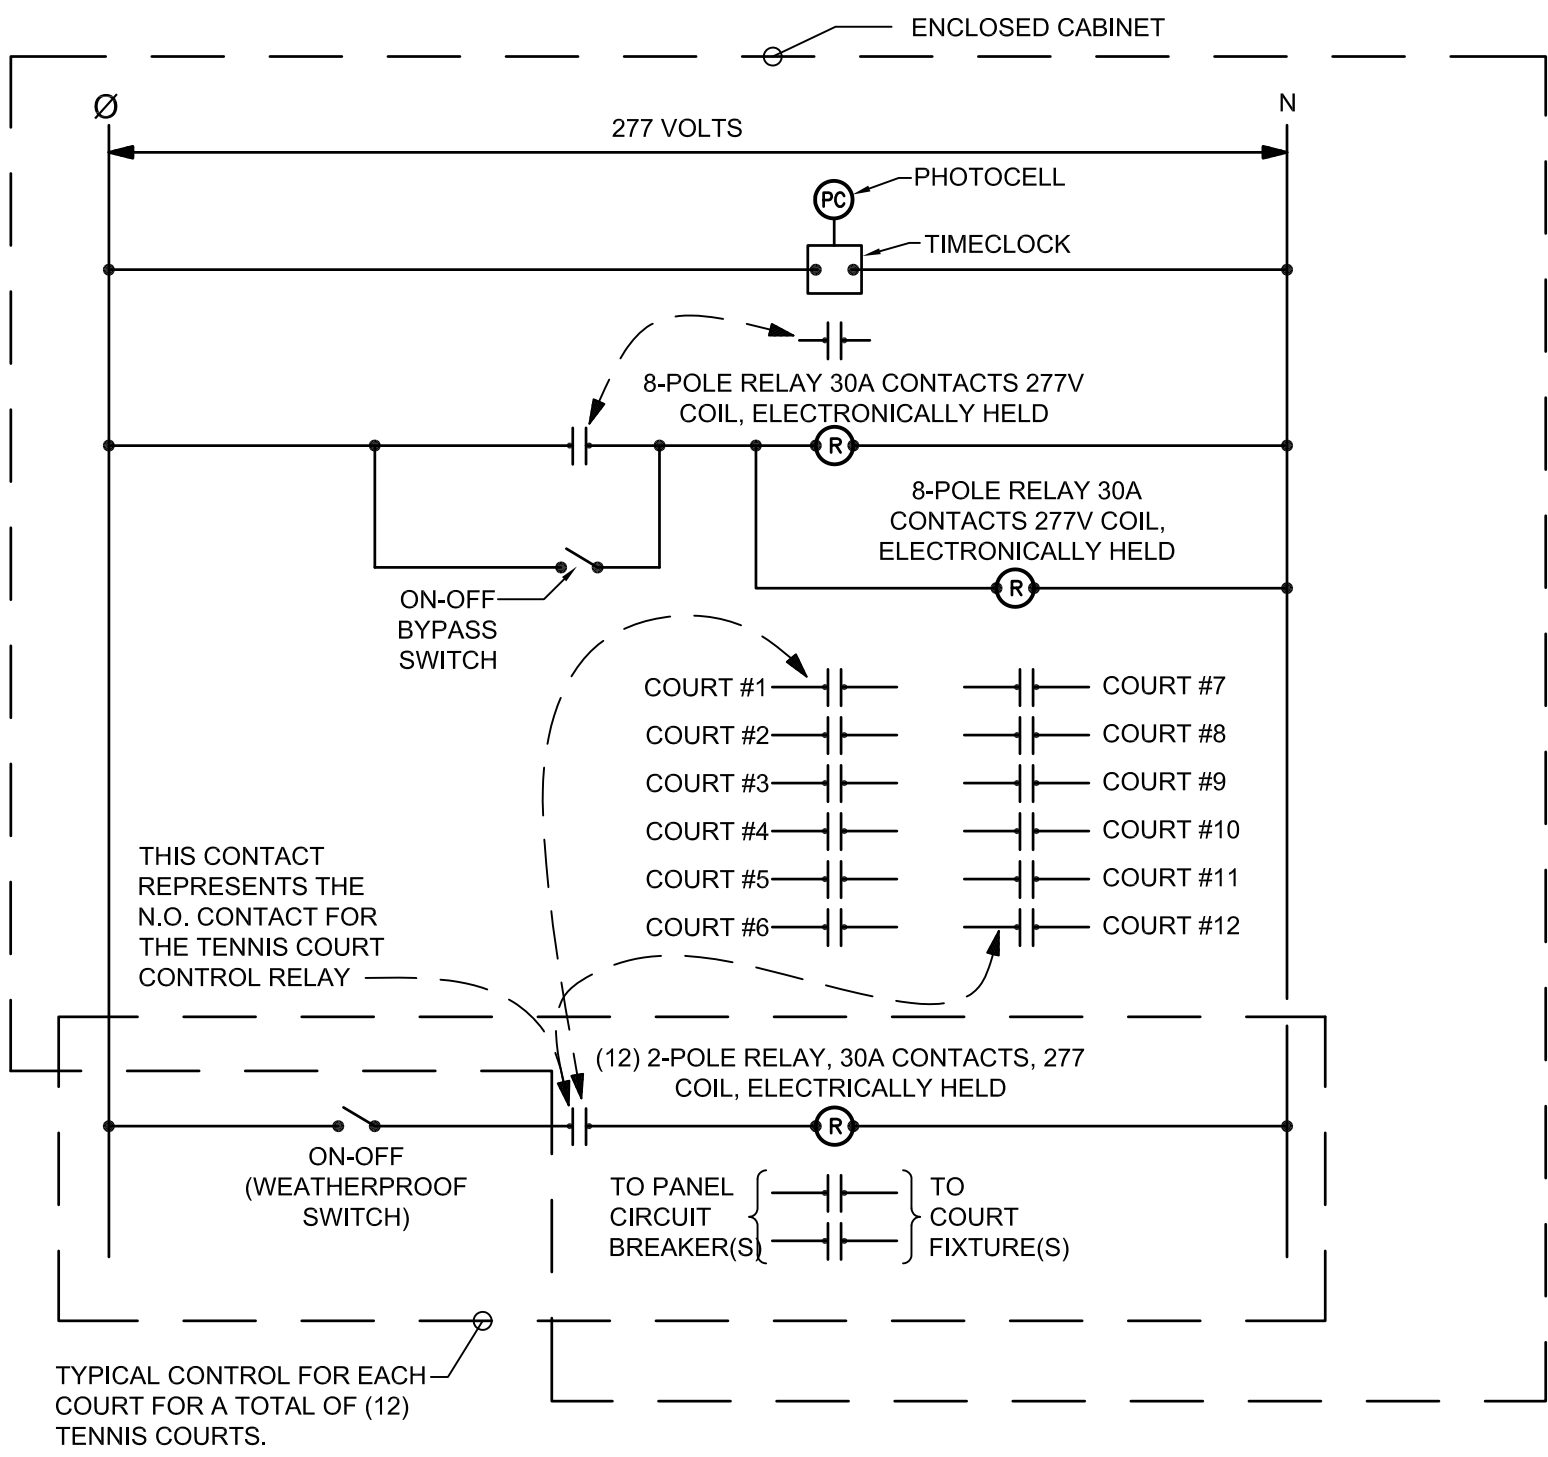 ENCLOSED CABINET
Ø
N
277 VOLTS
PC
PHOTOCELL
TIMECLOCK
8-POLE RELAY 30A CONTACTS 277V
COIL, ELECTRONICALLY HELD
R
8-POLE RELAY 30A
CONTACTS 277V COIL,
ELECTRONICALLY HELD
R
ON-OFF
BYPASS
SWITCH
COURT #1
COURT #2
COURT #3
COURT #4
COURT #5
COURT #6
COURT #7
COURT #8
COURT #9
COURT #10
COURT #11
COURT #12
THIS CONTACT
REPRESENTS THE
N.O. CONTACT FOR
THE TENNIS COURT
CONTROL RELAY
(12) 2-POLE RELAY, 30A CONTACTS, 277
COIL, ELECTRICALLY HELD
R
ON-OFF
(WEATHERPROOF
SWITCH)
TO PANEL
CIRCUIT
BREAKER(S)
TO
COURT
FIXTURE(S)
TYPICAL CONTROL FOR EACH
COURT FOR A TOTAL OF (12)
TENNIS COURTS.